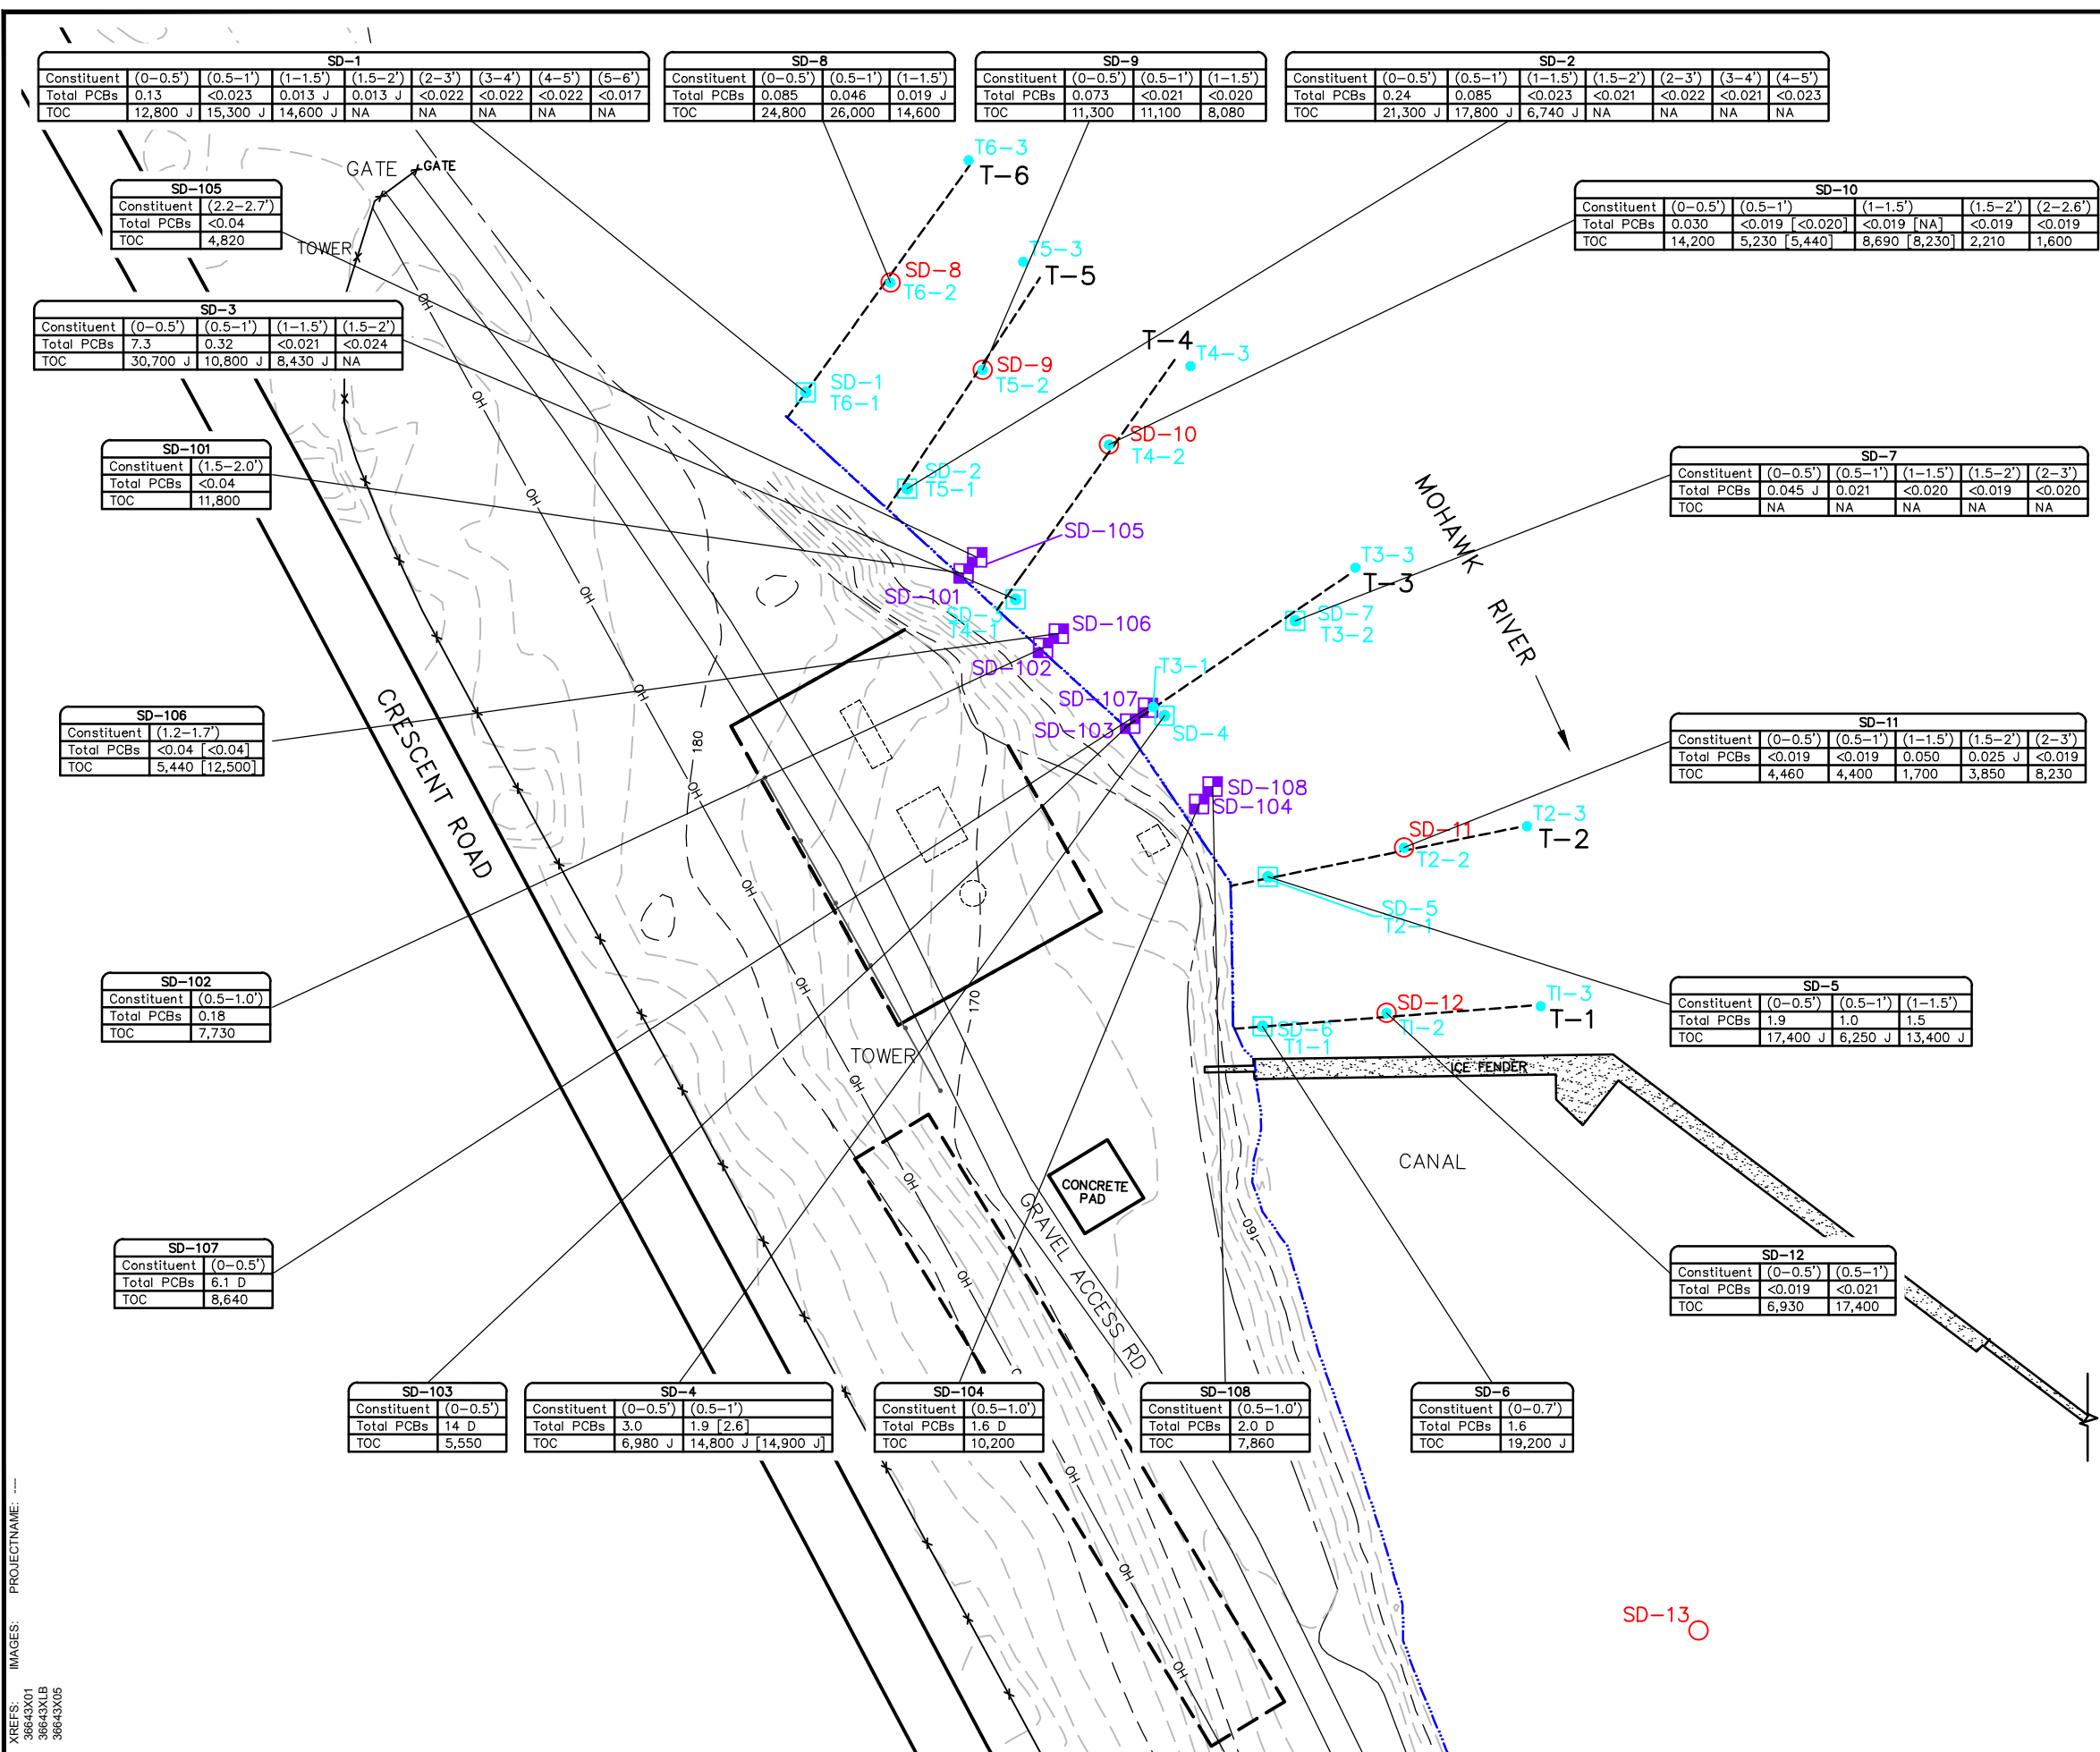 SD-1
Constituent (0-0.5') (0.5-1') (1-1.5') (1.5-2') (2-3') (3-4') (4-5') (5-6')
Total PCBs 0.13 <0.023 0.013 J 0.013 J <0.022 <0.022 <0.022 <0.017
TOC 12,800 J 15,300 J 14,600 J NA NA NA NA NA
SD-8
Constituent (0-0.5') (0.5-1') (1-1.5')
Total PCBs 0.085 0.046 0.019 J
TOC 24,800 26,000 14,600
SD-9
Constituent (0-0.5') (0.5-1') (1-1.5')
Total PCBs 0.073 <0.021 <0.020
TOC 11,300 11,100 8,080
SD-2
Constituent (0-0.5') (0.5-1') (1-1.5') (1.5-2') (2-3') (3-4') (4-5')
Total PCBs 0.24 0.085 <0.023 <0.021 <0.022 <0.021 <0.023
TOC 21,300 J 17,800 J 6,740 J NA NA NA NA
SD-105
Constituent (2.2-2.7')
Total PCBs <0.04
TOC 4,820
SD-10
Constituent (0-0.5') (0.5-1') (1-1.5') (1.5-2') (2-2.6')
Total PCBs 0.030 <0.019 [<0.020] <0.019 [NA] <0.019 <0.019
TOC 14,200 5,230 [5,440] 8,690 [8,230] 2,210 1,600
SD-3
Constituent (0-0.5') (0.5-1') (1-1.5') (1.5-2')
Total PCBs 7.3 0.32 <0.021 <0.024
TOC 30,700 J 10,800 J 8,430 J NA
SD-101
Constituent (1.5-2.0')
Total PCBs <0.04
TOC 11,800
SD-7
Constituent (0-0.5') (0.5-1') (1-1.5') (1.5-2') (2-3')
Total PCBs 0.045 J 0.021 <0.020 <0.019 <0.020
TOC NA NA NA NA NA
SD-106
Constituent (1.2-1.7')
Total PCBs <0.04 [<0.04]
TOC 5,440 [12,500]
SD-11
Constituent (0-0.5') (0.5-1') (1-1.5') (1.5-2') (2-3')
Total PCBs <0.019 <0.019 0.050 0.025 J <0.019
TOC 4,460 4,400 1,700 3,850 8,230
SD-102
Constituent (0.5-1.0')
Total PCBs 0.18
TOC 7,730
SD-5
Constituent (0-0.5') (0.5-1') (1-1.5')
Total PCBs 1.9 1.0 1.5
TOC 17,400 J 6,250 J 13,400 J
SD-107
Constituent (0-0.5')
Total PCBs 6.1 D
TOC 8,640
SD-12
Constituent (0-0.5') (0.5-1')
Total PCBs <0.019 <0.021
TOC 6,930 17,400
SD-103
Constituent (0-0.5')
Total PCBs 14 D
TOC 5,550
SD-4
Constituent (0-0.5') (0.5-1')
Total PCBs 3.0 1.9 [2.6]
TOC 6,980 J 14,800 J [14,900 J]
SD-104
Constituent (0.5-1.0')
Total PCBs 1.6 D
TOC 10,200
SD-108
Constituent (0.5-1.0')
Total PCBs 2.0 D
TOC 7,860
SD-6
Constituent (0-0.7')
Total PCBs 1.6
TOC 19,200 J
GATE
GATE
TOWER
T6-3
T-6
SD-8
T6-2
SD-1
T6-1
T5-3
T-5
SD-9
T5-2
SD-2
T5-1
T-4
T4-3
SD-10
T4-2
SD-105
SD-101
SD-3
T4-1
SD-106
SD-102
T3-3
T-3
SD-7
T3-2
T3-1
SD-107
SD-103
SD-4
MOHAWK
RIVER
SD-108
SD-104
T2-3
T-2
SD-11
T2-2
SD-5
T2-1
T1-3
T-1
SD-12
T1-2
SD-6
T1-1
ICE FENDER
CANAL
CRESCENT ROAD
180
170
160
TOWER
CONCRETE
PAD
GRAVEL ACCESS RD
OH
OH
OH
OH
OH
OH
OH
OH
OH
OH
OH
OH
OH
OH
SD-13
XREFS:
36643X01
36643XLB
36643X05
IMAGES:
PROJECTNAME: ----